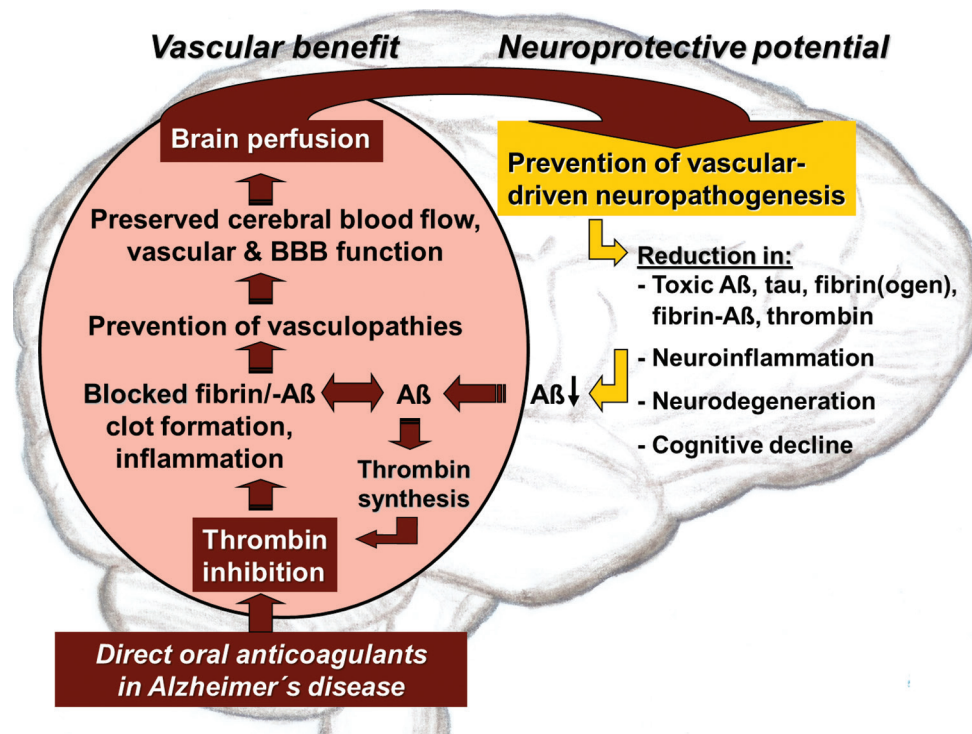 Vascular benefit
Neuroprotective potential
Brain perfusion
Preserved cerebral blood flow,
vascular & BBB function
Prevention of vasculopathies
Blocked fibrin/-Aß
clot formation,
inflammation
Aß
Aß
Thrombin
synthesis
Thrombin
inhibition
Direct oral anticoagulants
in Alzheimer´s disease
Prevention of vascular-
driven neuropathogenesis
Reduction in:
- Toxic Aß, tau, fibrin(ogen),
fibrin-Aß, thrombin
- Neuroinflammation
- Neurodegeneration
- Cognitive decline